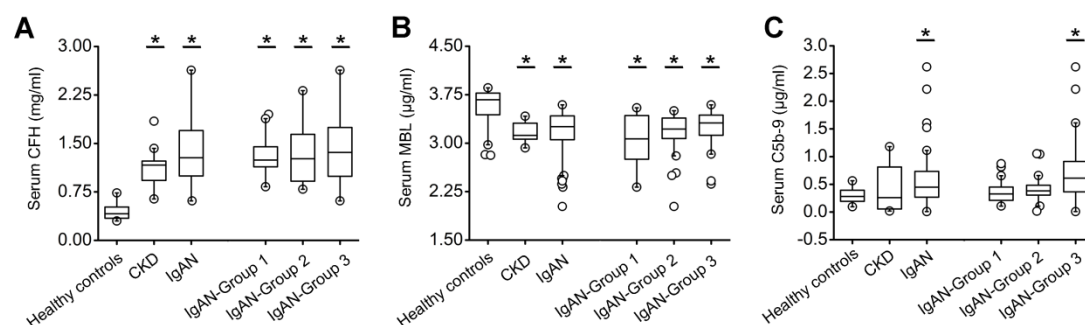 A
Serum CFH (mg/ml)
3.00
2.25
1.50
0.75
0.00
* * * * *
Healthy controls
CKD
IgAN
IgAN-Group 1
IgAN-Group 2
IgAN-Group 3
B
Serum MBL (µg/ml)
4.50
3.75
3.00
2.25
1.50
* * * * *
Healthy controls
CKD
IgAN
IgAN-Group 1
IgAN-Group 2
IgAN-Group 3
C
Serum C5b-9 (µg/ml)
3.0
2.5
2.0
1.5
1.0
0.5
0.0
-0.5
* *
Healthy controls
CKD
IgAN
IgAN-Group 1
IgAN-Group 2
IgAN-Group 3